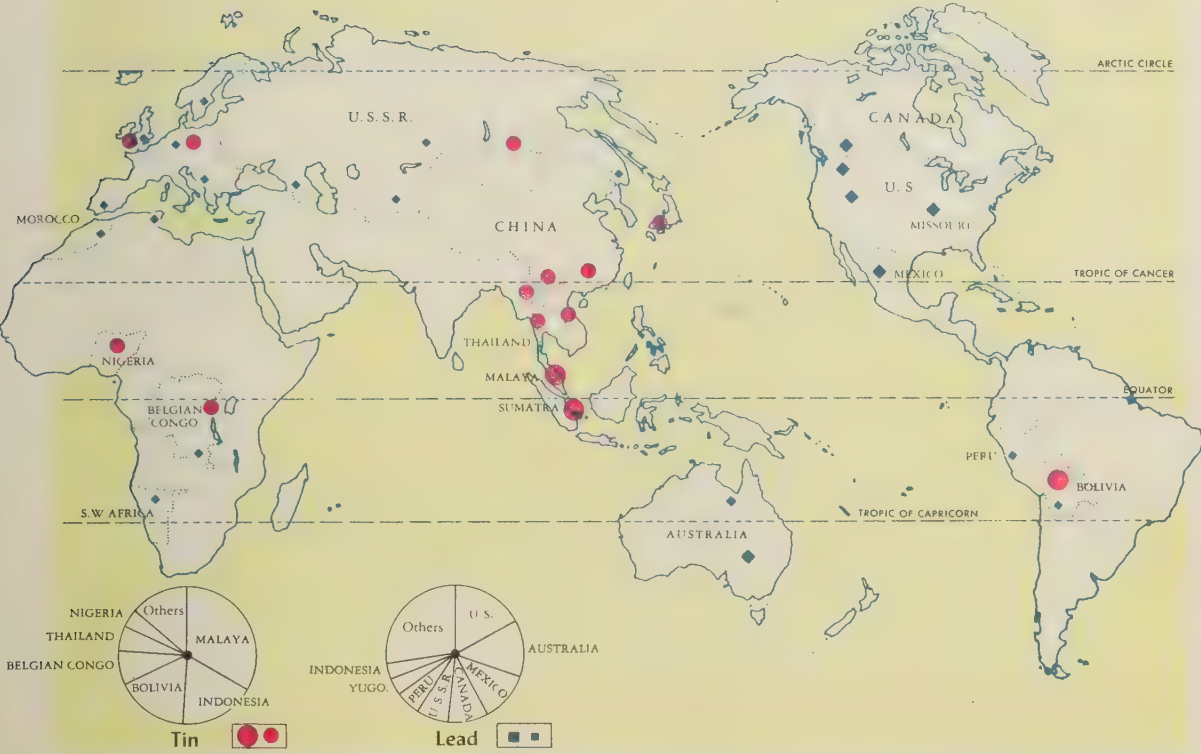 ARCTIC CIRCLE
U.S.S.R.
CANADA
U.S
MOROCCO
CHINA
MISSOURI
MEXICO
TROPIC OF CANCER
THAILAND
NIGERIA
MALAYA
EQUATOR
SUMATRA
BELGIAN
CONGO
PERU
BOLIVIA
S.W AFRICA
TROPIC OF CAPRICORN
AUSTRALIA
NIGERIA
Others
THAILAND
MALAYA
BELGIAN CONGO
BOLIVIA
INDONESIA
Tin
U.S.
Others
AUSTRALIA
INDONESIA
MEXICO
YUGO.
PERU
U.S.S.R.
CANADA
Lead